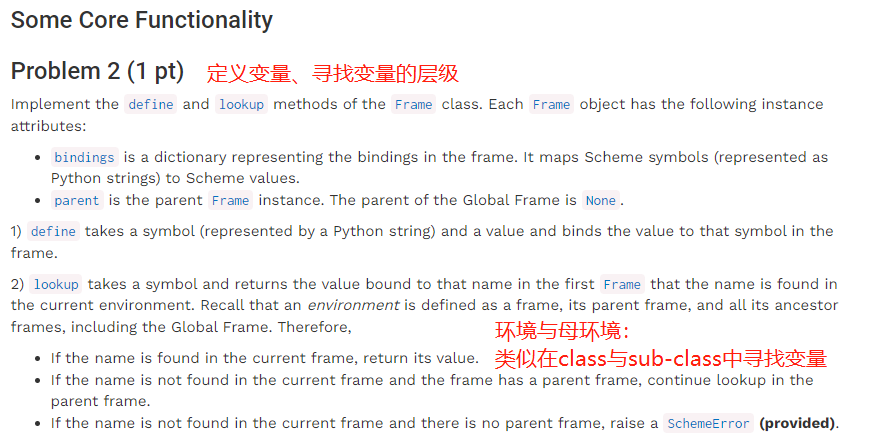 Some Core Functionality
Problem 2 (1 pt) 定义变量、寻找变量的层级
Implement the define and lookup methods of the Frame class. Each Frame object has the following instance
attributes:
• bindings is a dictionary representing the bindings in the frame. It maps Scheme symbols (represented as
Python strings) to Scheme values.
• parent is the parent Frame instance. The parent of the Global Frame is None.
1) define takes a symbol (represented by a Python string) and a value and binds the value to that symbol in the
frame.
2) lookup takes a symbol and returns the value bound to that name in the first Frame that the name is found in
the current environment. Recall that an environment is defined as a frame, its parent frame, and all its ancestor
frames, including the Global Frame. Therefore,
环境与母环境：
• If the name is found in the current frame, return its value. 类似在class与sub-class中寻找变量
• If the name is not found in the current frame and the frame has a parent frame, continue lookup in the
parent frame.
• If the name is not found in the current frame and there is no parent frame, raise a SchemeError (provided).